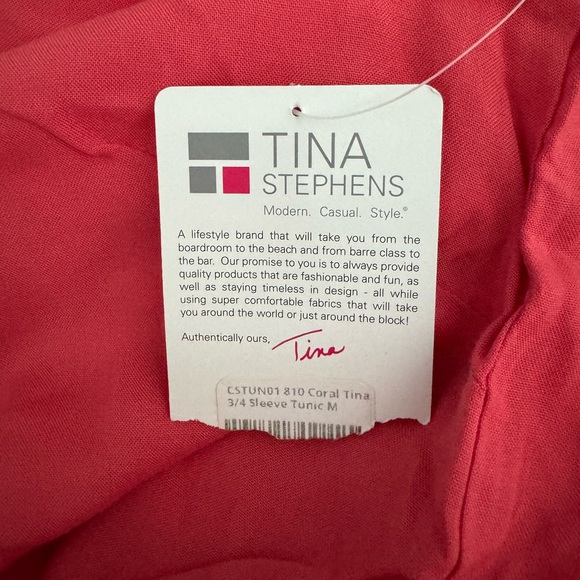 TINA
STEPHENS
Modern. Casual. Style.®
A lifestyle brand that will take you from the
boardroom to the beach and from barre class to
the bar. Our promise to you is to always provide
quality products that are fashionable and fun, as
well as staying timeless in design - all while
using super comfortable fabrics that will take
you around the world or just around the block!
Authentically ours,
Tina
CSTUN01 810 Coral Tina
3/4 Sleeve Tunic M